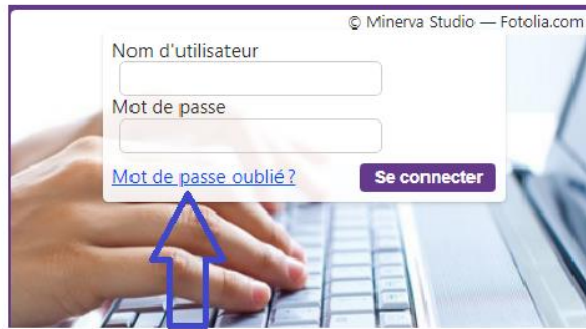 © Minerva Studio — Fotolia.com
Nom d'utilisateur
Mot de passe
Mot de passe oublié ?
Se connecter